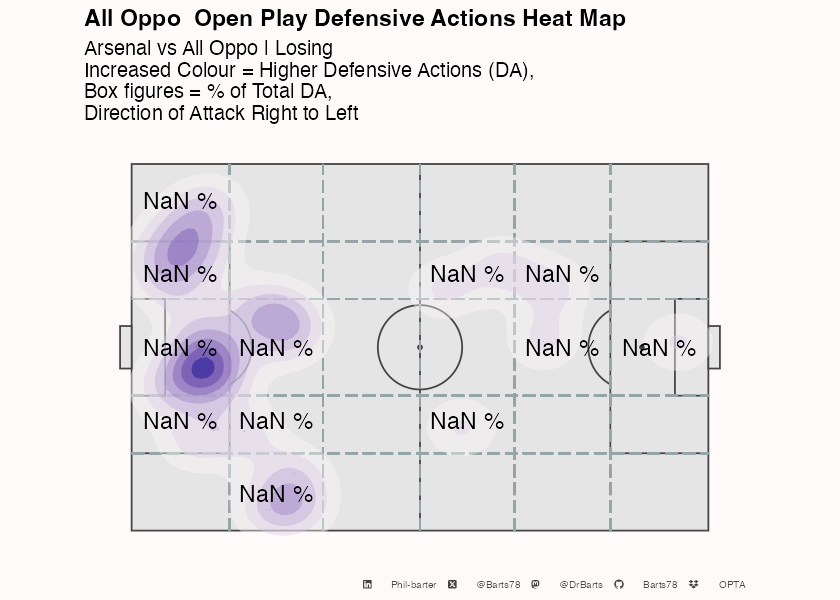 All Oppo  Open Play Defensive Actions Heat Map
Arsenal vs All Oppo | Losing
Increased Colour = Higher Defensive Actions (DA),
Box figures = % of Total DA,
Direction of Attack Right to Left
NaN %
NaN % NaN % NaN %
NaN % NaN % NaN % NaN %
NaN % NaN % NaN %
NaN %
Phil-barter @Barts78 @DrBarts Barts78 OPTA